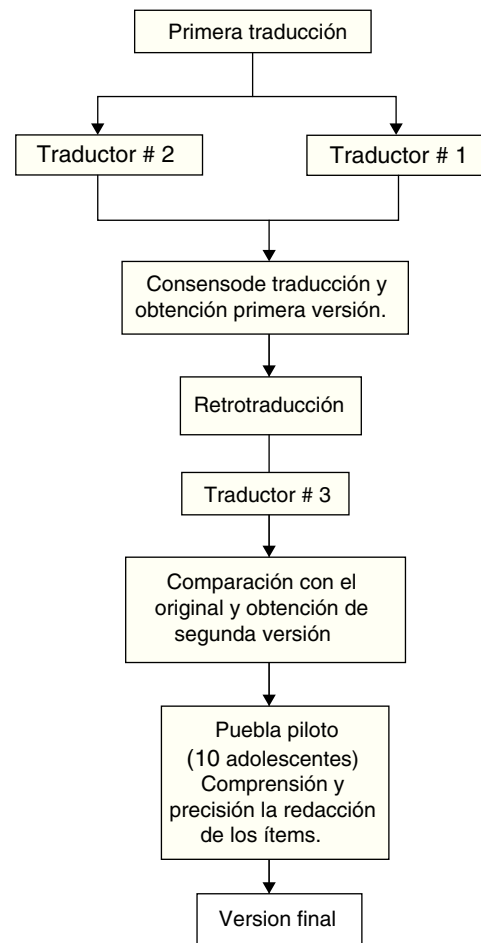 Primera traducción
Traductor # 2
Traductor # 1
Consensode traducción y
obtención primera versión.
Retrotraducción
Traductor # 3
Comparación con el
original y obtención de
segunda versión
Puebla piloto
(10 adolescentes)
Comprensión y
precisión la redacción
de los ítems.
Version final